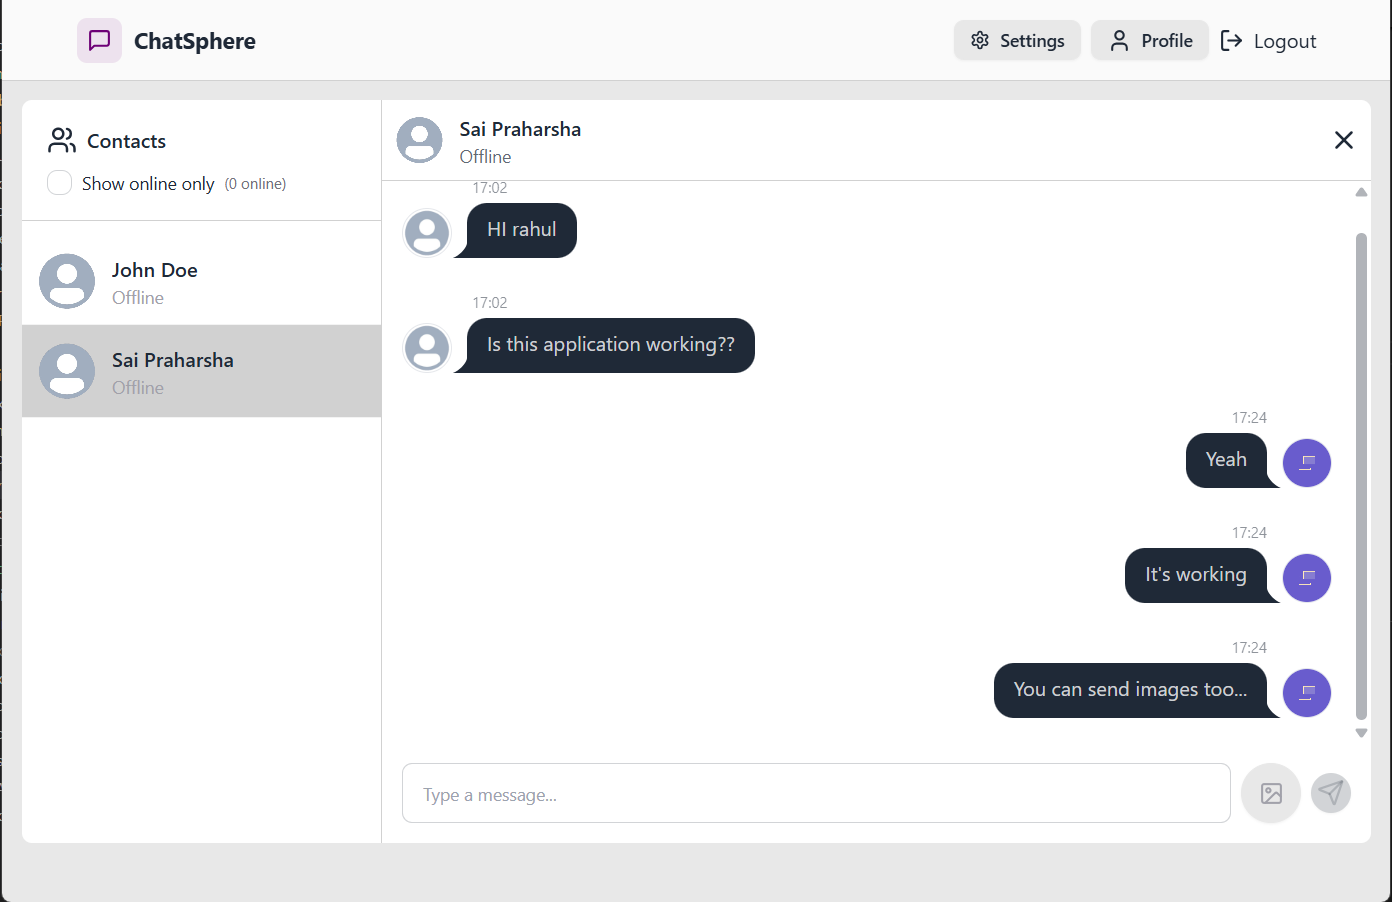 ChatSphere
Settings
Profile
Logout
Contacts
Show online only (0 online)
John Doe
Offline
Sai Praharsha
Offline
Sai Praharsha
Offline
17:02
HI rahul
17:02
Is this application working??
17:24
Yeah
17:24
It's working
17:24
You can send images too...
Type a message...